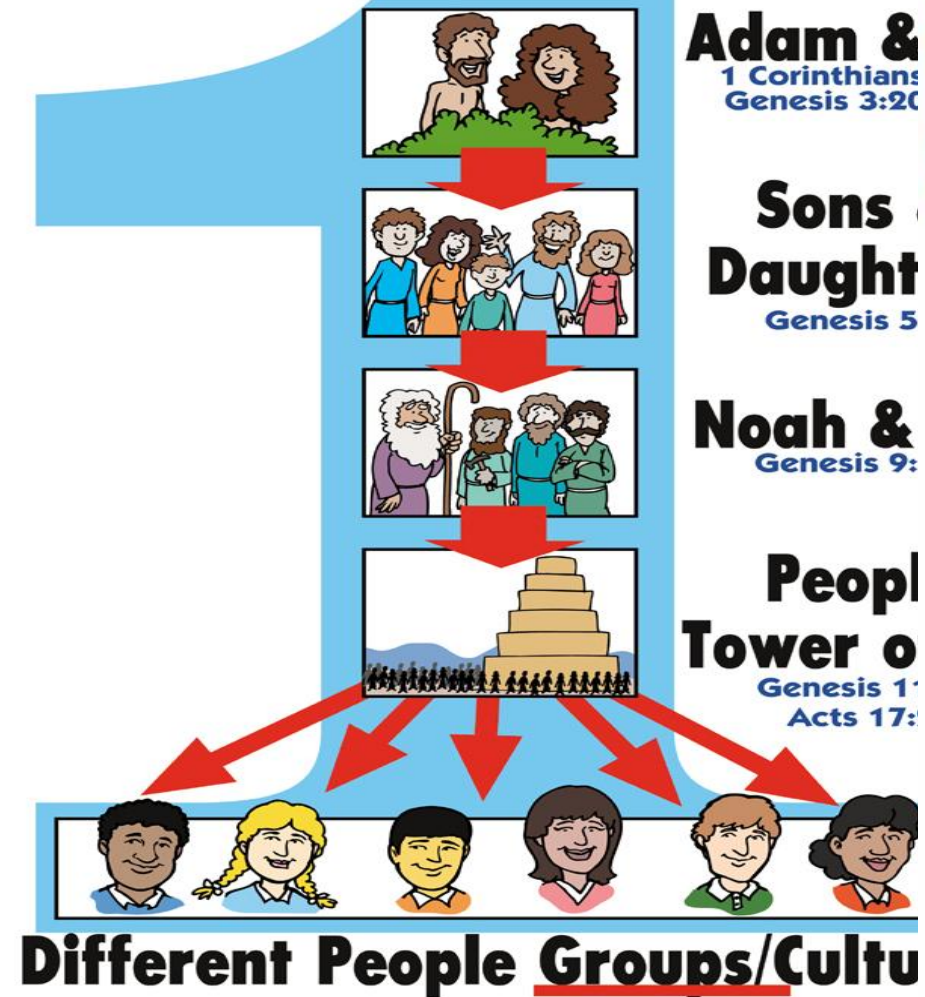 Adam &
1 Corinthians
Genesis 3:20
Sons
Daught
Genesis 5
Noah &
Genesis 9:
Peopl
Tower o
Genesis 11
Acts 17:
Different People Groups/Cultu